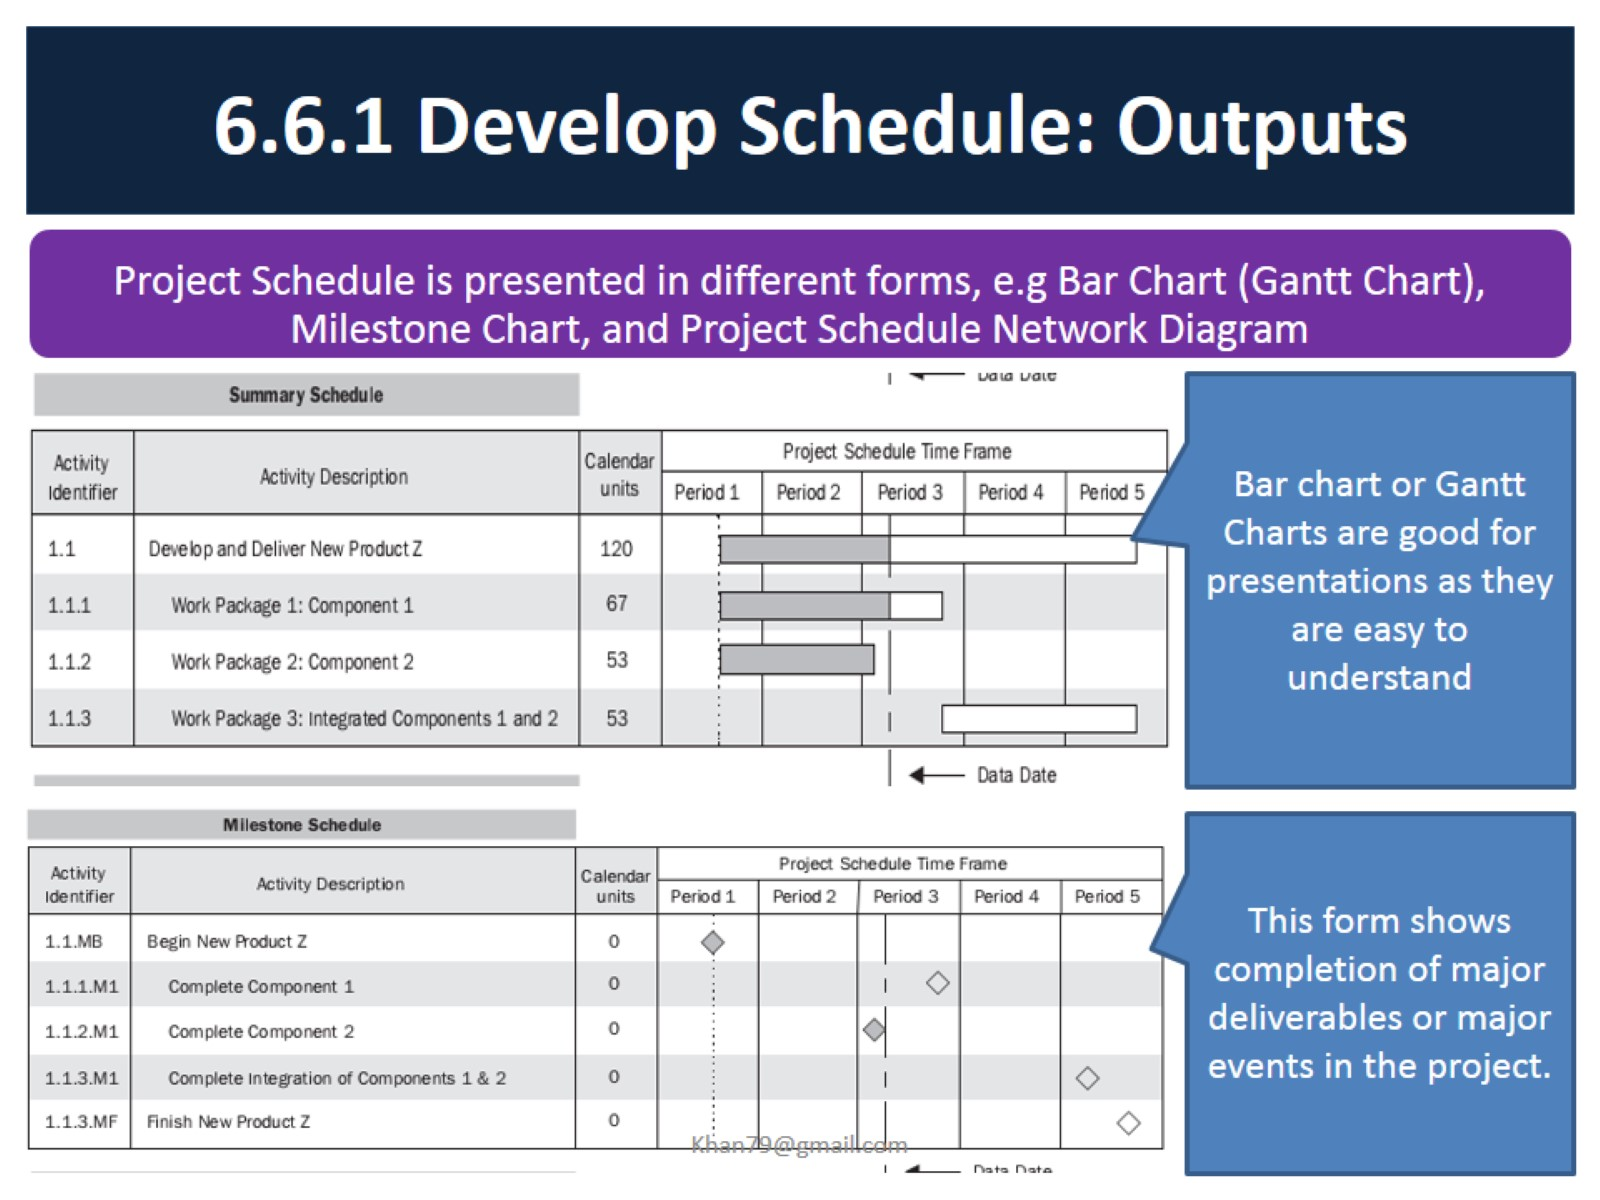 6.6.1 Develop Schedule: Outputs
Project Schedule is presented in different forms, e.g Bar Chart (Gantt Chart),
Milestone Chart, and Project Schedule Network Diagram
Data Date
Summary Schedule
Activity Identifier
Activity Description
Calendar units
Project Schedule Time Frame
Period 1 Period 2 Period 3 Period 4 Period 5
1.1 Develop and Deliver New Product Z 120
1.1.1 Work Package 1: Component 1 67
1.1.2 Work Package 2: Component 2 53
1.1.3 Work Package 3: Integrated Components 1 and 2 53
Data Date
Bar chart or Gantt
Charts are good for
presentations as they
are easy to
understand
Milestone Schedule
Activity Identifier
Activity Description
Calendar units
Project Schedule Time Frame
Period 1 Period 2 Period 3 Period 4 Period 5
1.1.MB Begin New Product Z 0
1.1.1.M1 Complete Component 1 0
1.1.2.M1 Complete Component 2 0
1.1.3.M1 Complete Integration of Components 1 & 2 0
1.1.3.MF Finish New Product Z 0
Khan79@gmail.com
Data Date
This form shows
completion of major
deliverables or major
events in the project.